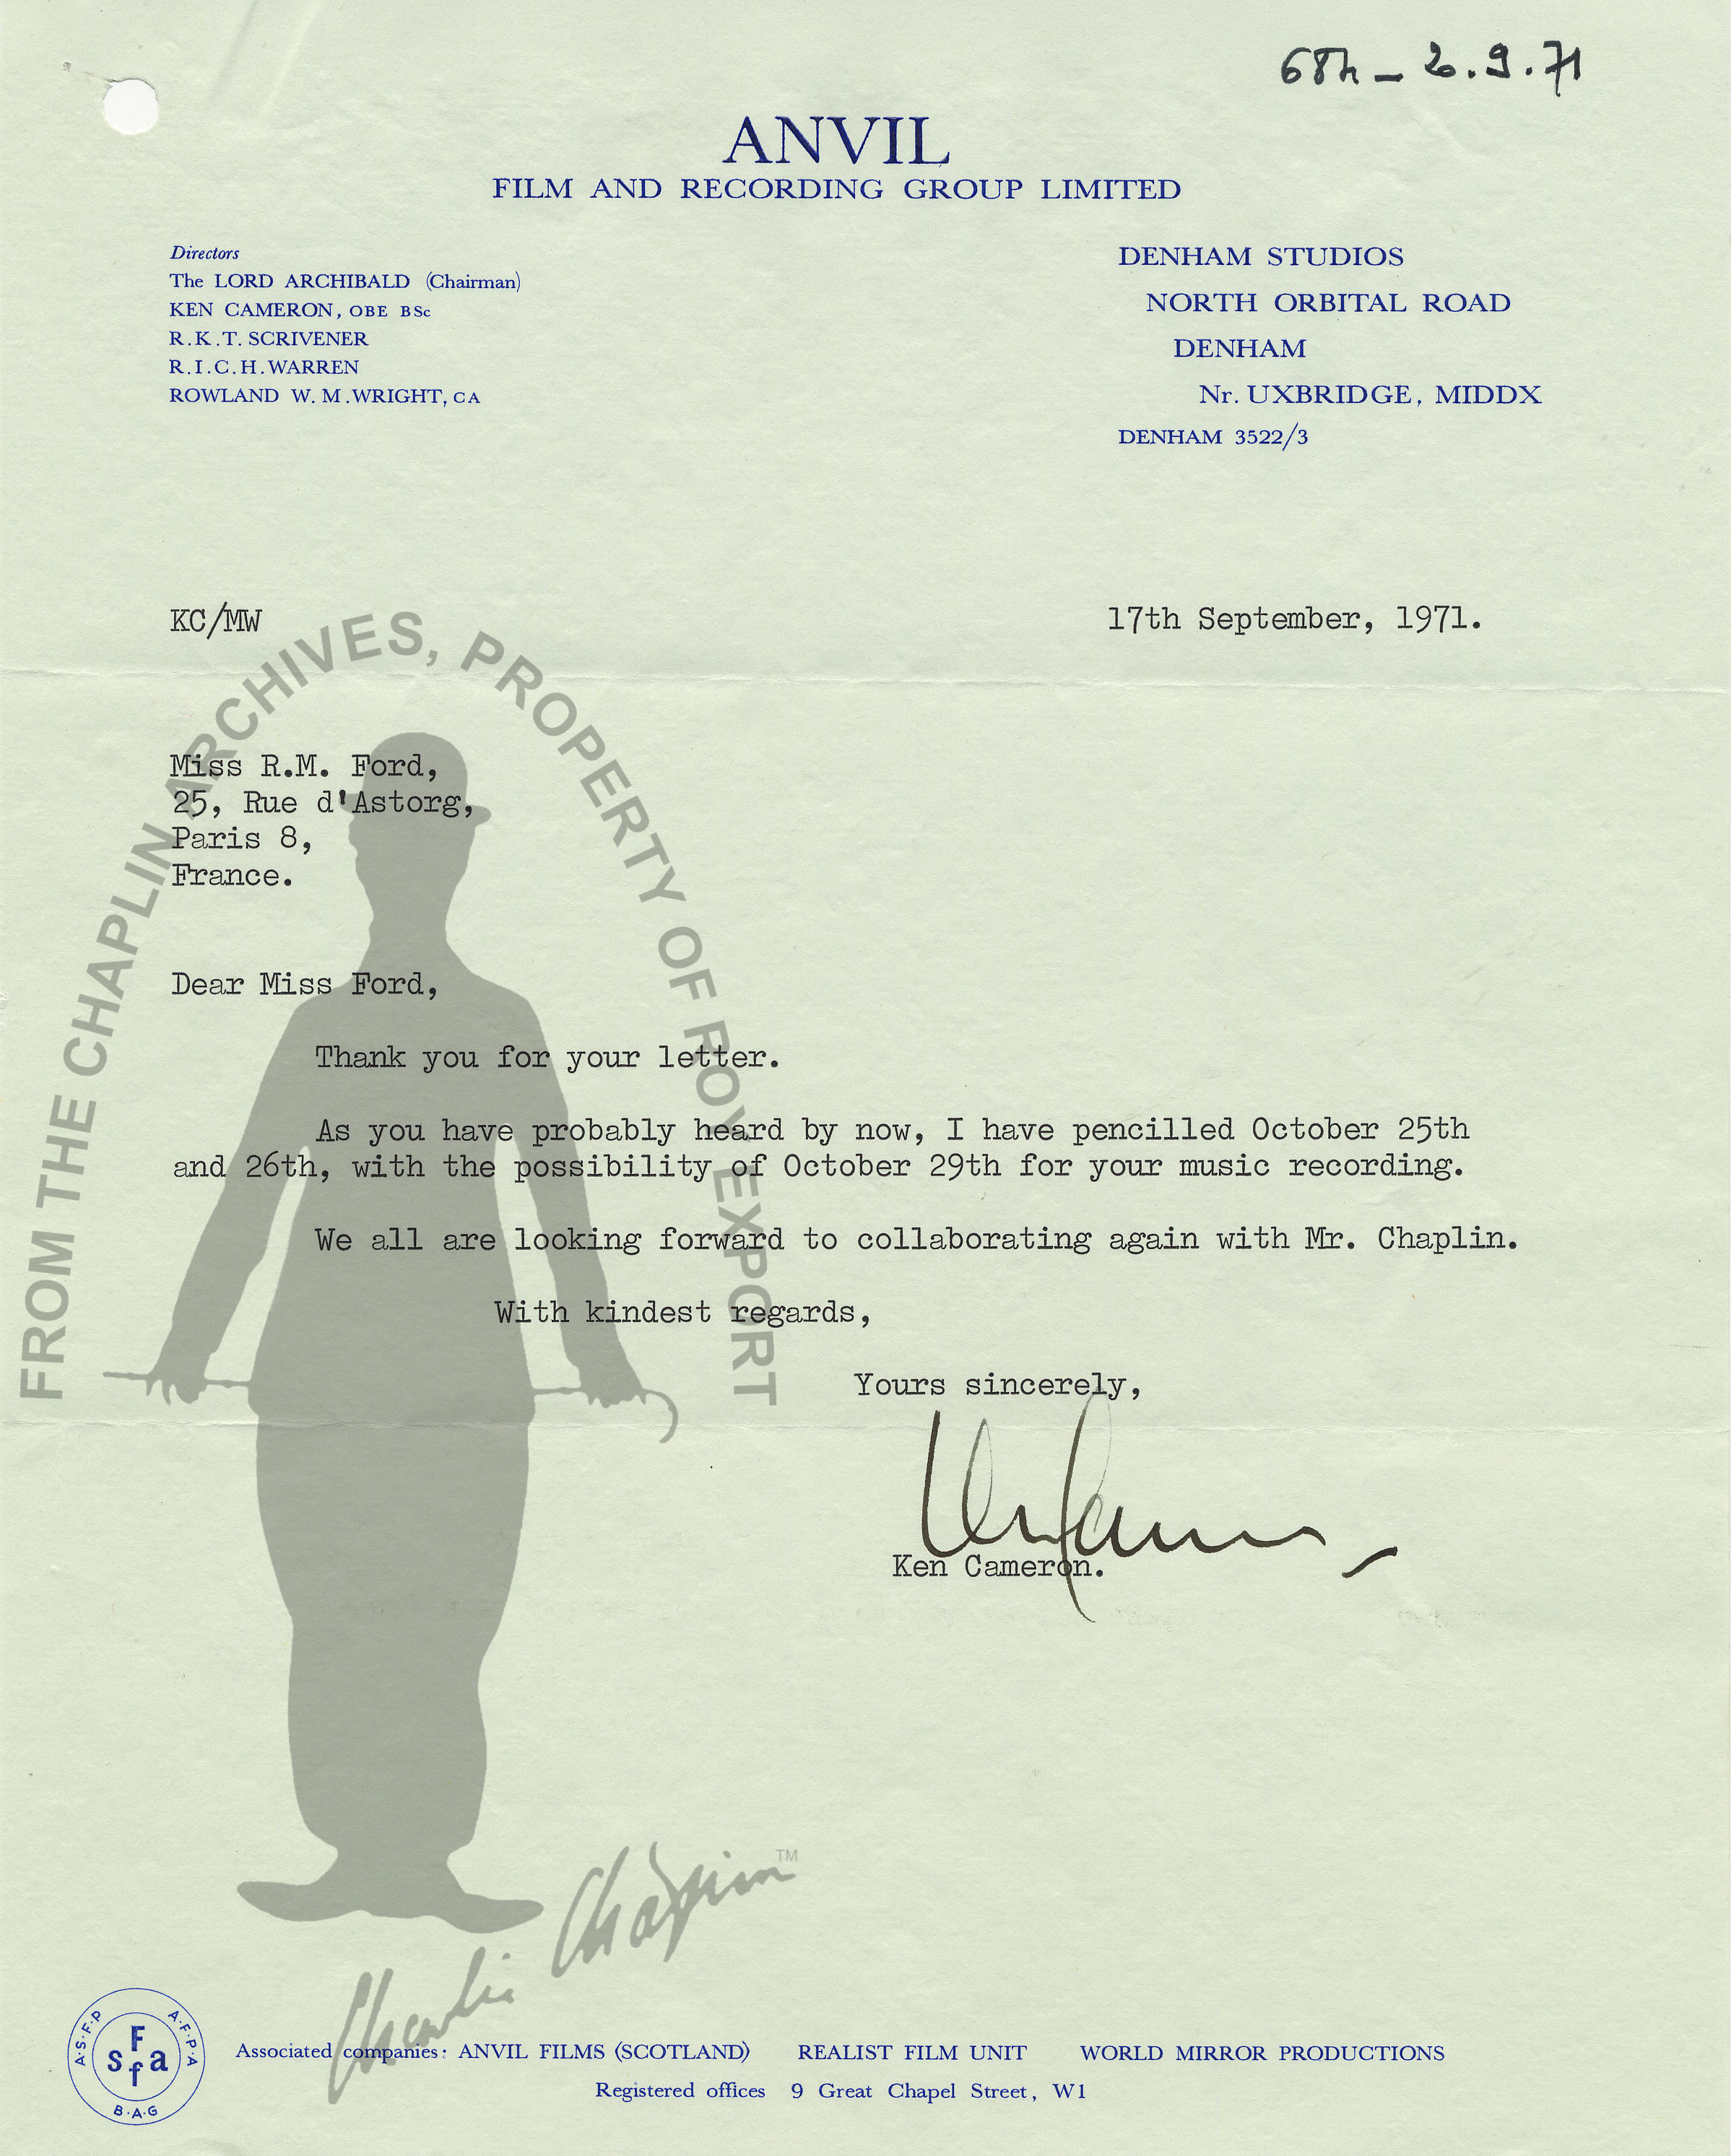 68h - 2.9.71
ANVIL
FILM AND RECORDING GROUP LIMITED
Directors
The LORD ARCHIBALD (Chairman)
KEN CAMERON, OBE BSc
R.K.T. SCRIVENER
R.I.C.H. WARREN
ROWLAND W. M. WRIGHT, CA
DENHAM STUDIOS
NORTH ORBITAL ROAD
DENHAM
Nr. UXBRIDGE, MIDDX
DENHAM 3522/3
KC/MW
17th September, 1971.
Miss R.M. Ford,
25, Rue d'Astorg,
Paris 8,
France.
Dear Miss Ford,
Thank you for your letter.
As you have probably heard by now, I have pencilled October 25th
and 26th, with the possibility of October 29th for your music recording.
We all are looking forward to collaborating again with Mr. Chaplin.
With kindest regards,
Yours sincerely,
Ken Cameron.
FROM THE CHAPLIN ARCHIVES, PROPERTY OF ROY EXPORT
Charlie Chaplin TM
A·S·F·P
A·F·P·A
B·A·G
F
s f a
Associated companies: ANVIL FILMS (SCOTLAND) REALIST FILM UNIT WORLD MIRROR PRODUCTIONS
Registered offices 9 Great Chapel Street, W1